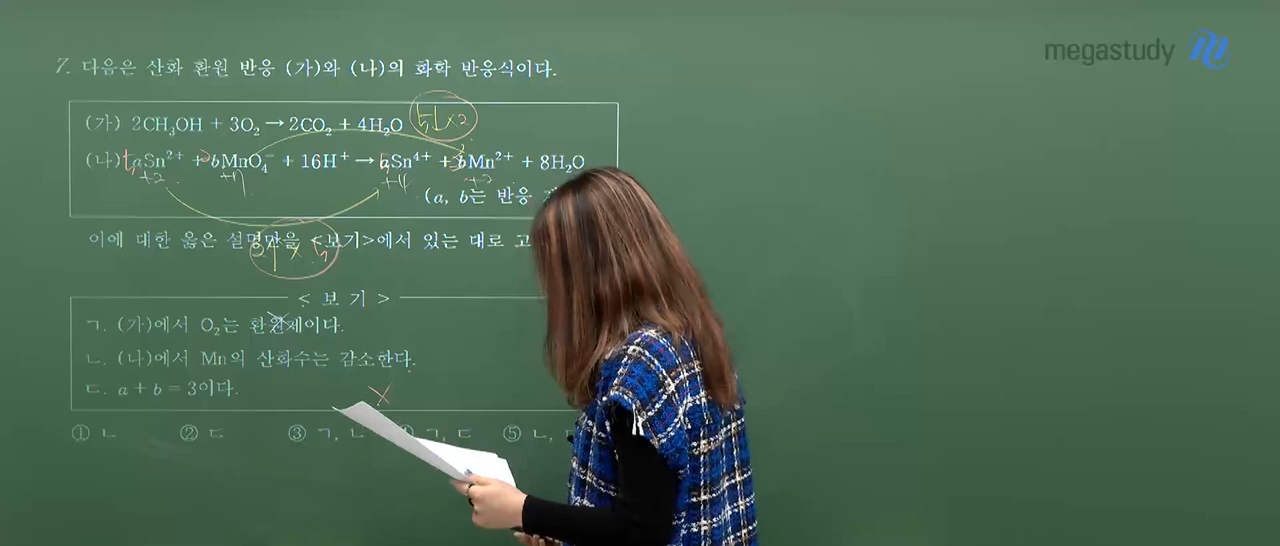 megastudy
7. 다음은 산화 환원 반응 (가)와 (나)의 화학 반응식이다.
(가) 2CH₃OH + 3O₂ → 2CO₂ + 4H₂O
(나) aSn²⁺ + bMnO₄⁻ + 16H⁺ → aSn⁴⁺ + bMn²⁺ + 8H₂O
+2 +7 +4 +2
(a, b는 반응
이에 대한 옳은 설명만을 <보기>에서 있는 대로 고
< 보 기 >
ㄱ. (가)에서 O₂는 환원제이다.
ㄴ. (나)에서 Mn의 산화수는 감소한다.
ㄷ. a + b = 3이다.
① ㄴ ② ㄷ ③ ㄱ, ㄴ ㄱ, ㄷ ⑤ ㄴ,